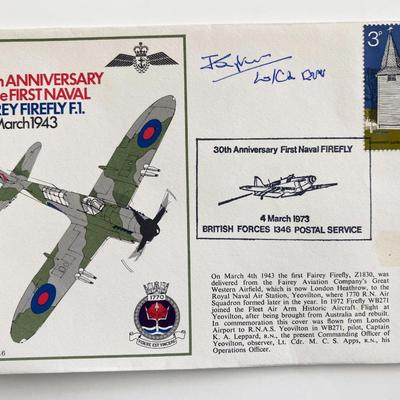 ANNIVERSARY
FIRST NAVAL
FIREFLY F.1.
March 1943
3P
30th Anniversary First Naval FIREFLY
4 March 1973
BRITISH FORCES 1346 POSTAL SERVICE
1770
On March 4th 1943 the first Fairey Firefly, Z1830, was
delivered from the Fairey Aviation Company's Great
Western Airfield, which is now London Heathrow, to the
Royal Naval Air Station, Yeovilton, where 1770 R.N. Air
Squadron formed later in the year. In 1972 Firefly WB271
joined the Fleet Air Arm Historic Aircraft Flight at
Yeovilton, after being brought from Australia and rebuilt.
In commemoration this cover was flown from London
Airport to R.N.A.S. Yeovilton in WB271, pilot, Captain
K. A. Leppard, R.N., the present Commanding Officer of
Yeovilton, observer, Lt. Cdr. M. C. S. Apps, R.N., his
Operations Officer.